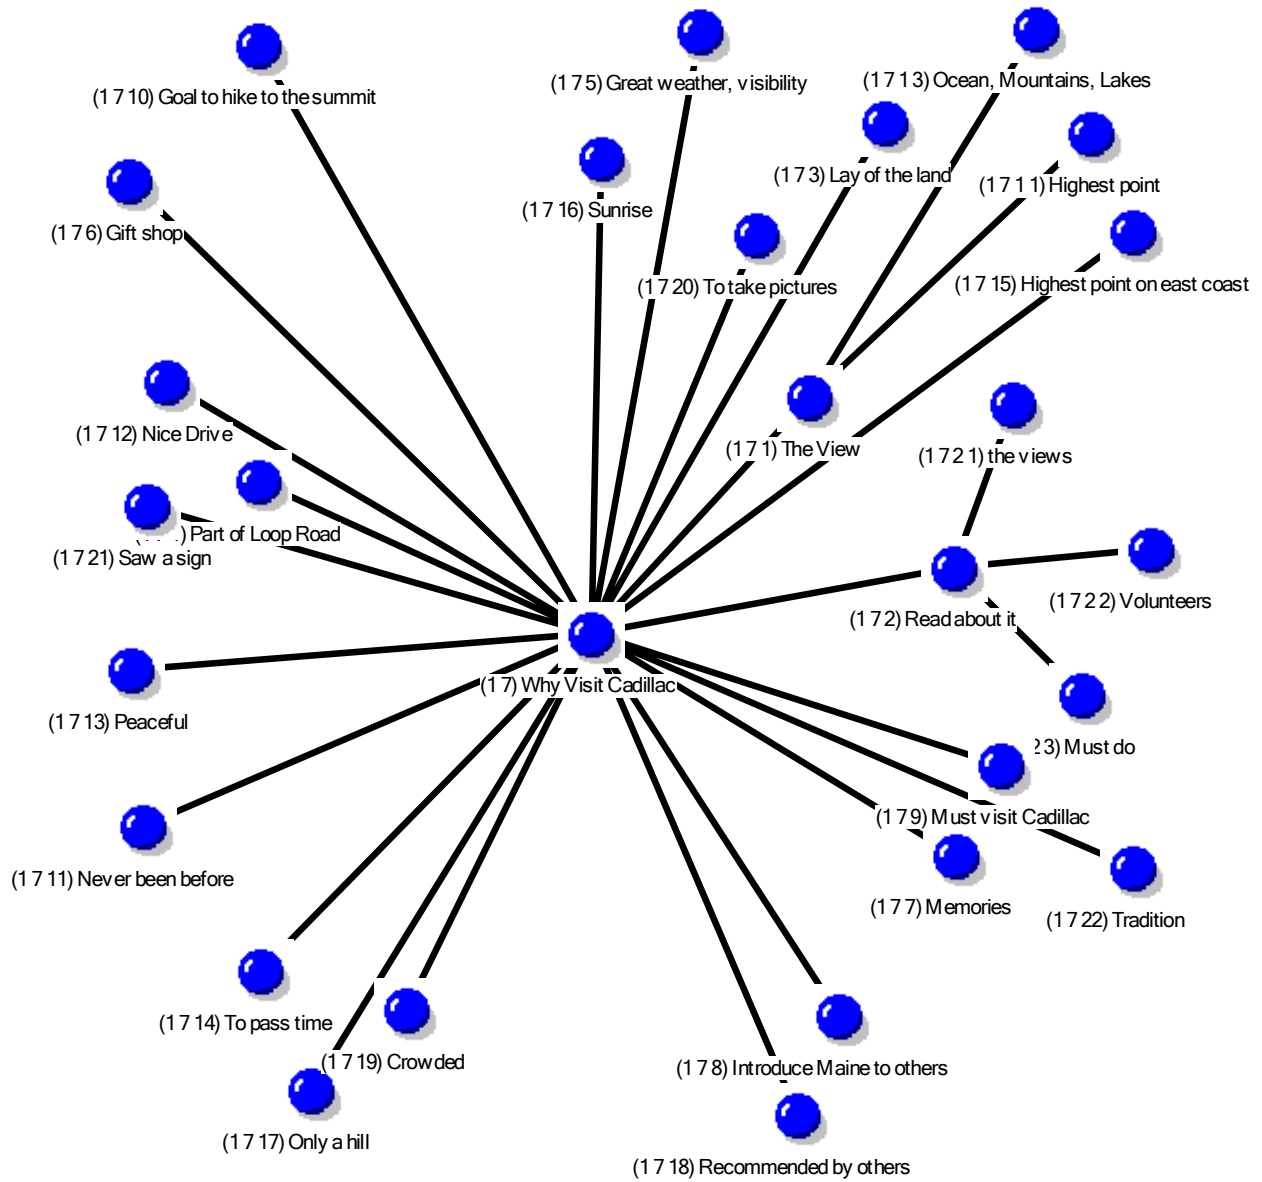 (1 7 10) Goal to hike to the summit
(1 7 5) Great weather, visibility
(1 7 13) Ocean, Mountains, Lakes
(1 7 3) Lay of the land
(1 7 1 1) Highest point
(1 7 16) Sunrise
(1 7 6) Gift shop
(1 7 20) To take pictures
(1 7 15) Highest point on east coast
(1 7 12) Nice Drive
(1 7 1) The View
(1 7 2 1) the views
) Part of Loop Road
(1 7 21) Saw a sign
(1 7 2 2) Volunteers
(1 7 2) Read about it
(1 7) Why Visit Cadillac
(1 7 13) Peaceful
23) Must do
(1 7 9) Must visit Cadillac
(1 7 11) Never been before
(1 7 7) Memories
(1 7 22) Tradition
(1 7 14) To pass time
(1 7 19) Crowded
(1 7 8) Introduce Maine to others
(1 7 17) Only a hill
(1 7 18) Recommended by others